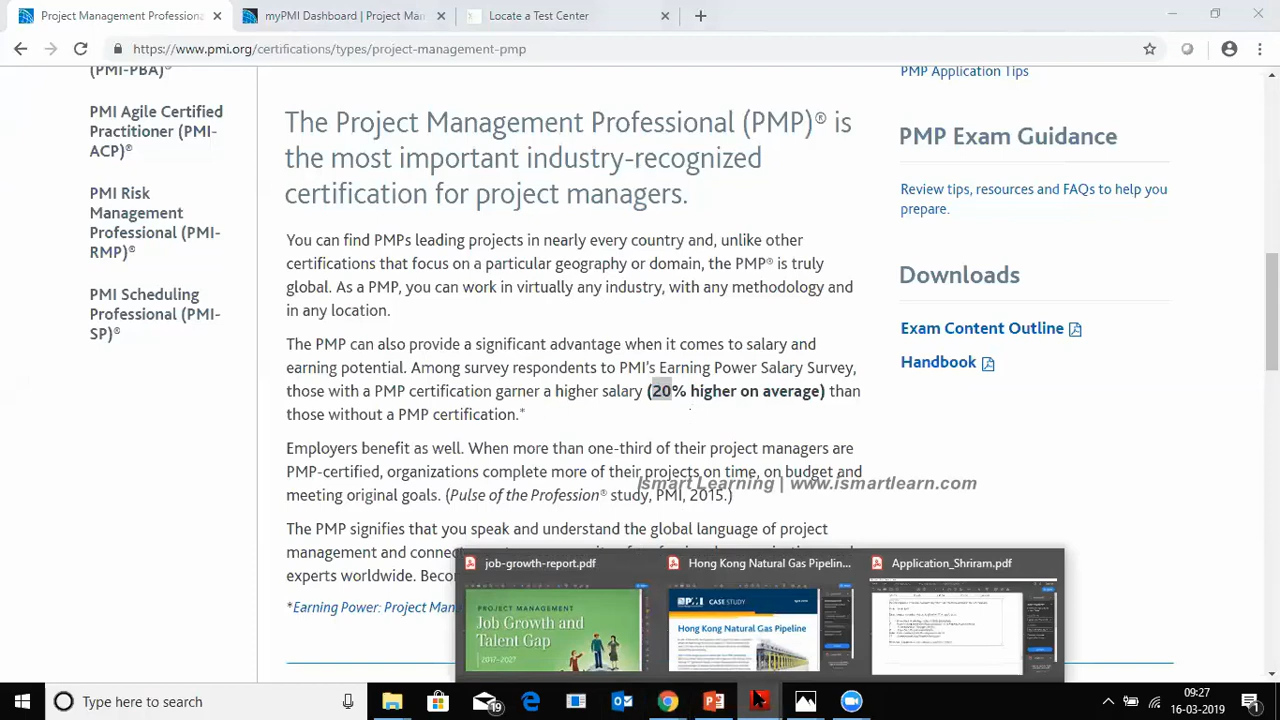 Project Management Professiona
myPMI Dashboard | Project Man
Locate a Test Center
https://www.pmi.org/certifications/types/project-management-pmp
(PMI-PBA)®
PMI Agile Certified
Practitioner (PMI-
ACP)®
PMI Risk
Management
Professional (PMI-
RMP)®
PMI Scheduling
Professional (PMI-
SP)®
The Project Management Professional (PMP)® is
the most important industry-recognized
certification for project managers.
You can find PMPs leading projects in nearly every country and, unlike other
certifications that focus on a particular geography or domain, the PMP® is truly
global. As a PMP, you can work in virtually any industry, with any methodology and
in any location.
The PMP can also provide a significant advantage when it comes to salary and
earning potential. Among survey respondents to PMI's Earning Power Salary Survey,
those with a PMP certification garner a higher salary (20% higher on average) than
those without a PMP certification.*
Employers benefit as well. When more than one-third of their project managers are
PMP-certified, organizations complete more of their projects on time, on budget and
meeting original goals. (Pulse of the Profession® study, PMI, 2015.)
The PMP signifies that you speak and understand the global language of project
management and connec
experts worldwide. Beco
Earning Power: Project Man
PMP Application Tips
PMP Exam Guidance
Review tips, resources and FAQs to help you
prepare.
Downloads
Exam Content Outline
Handbook
Ismart Learning | www.ismartlearn.com
job-growth-report.pdf
Job Growth and
Talent Gap
Hong Kong Natural Gas Pipelin...
PMI CASE STUDY
Hong Kong Natural Gas Pipeline
Application_Shriram.pdf
Type here to search
19
09:27
16-03-2019
1